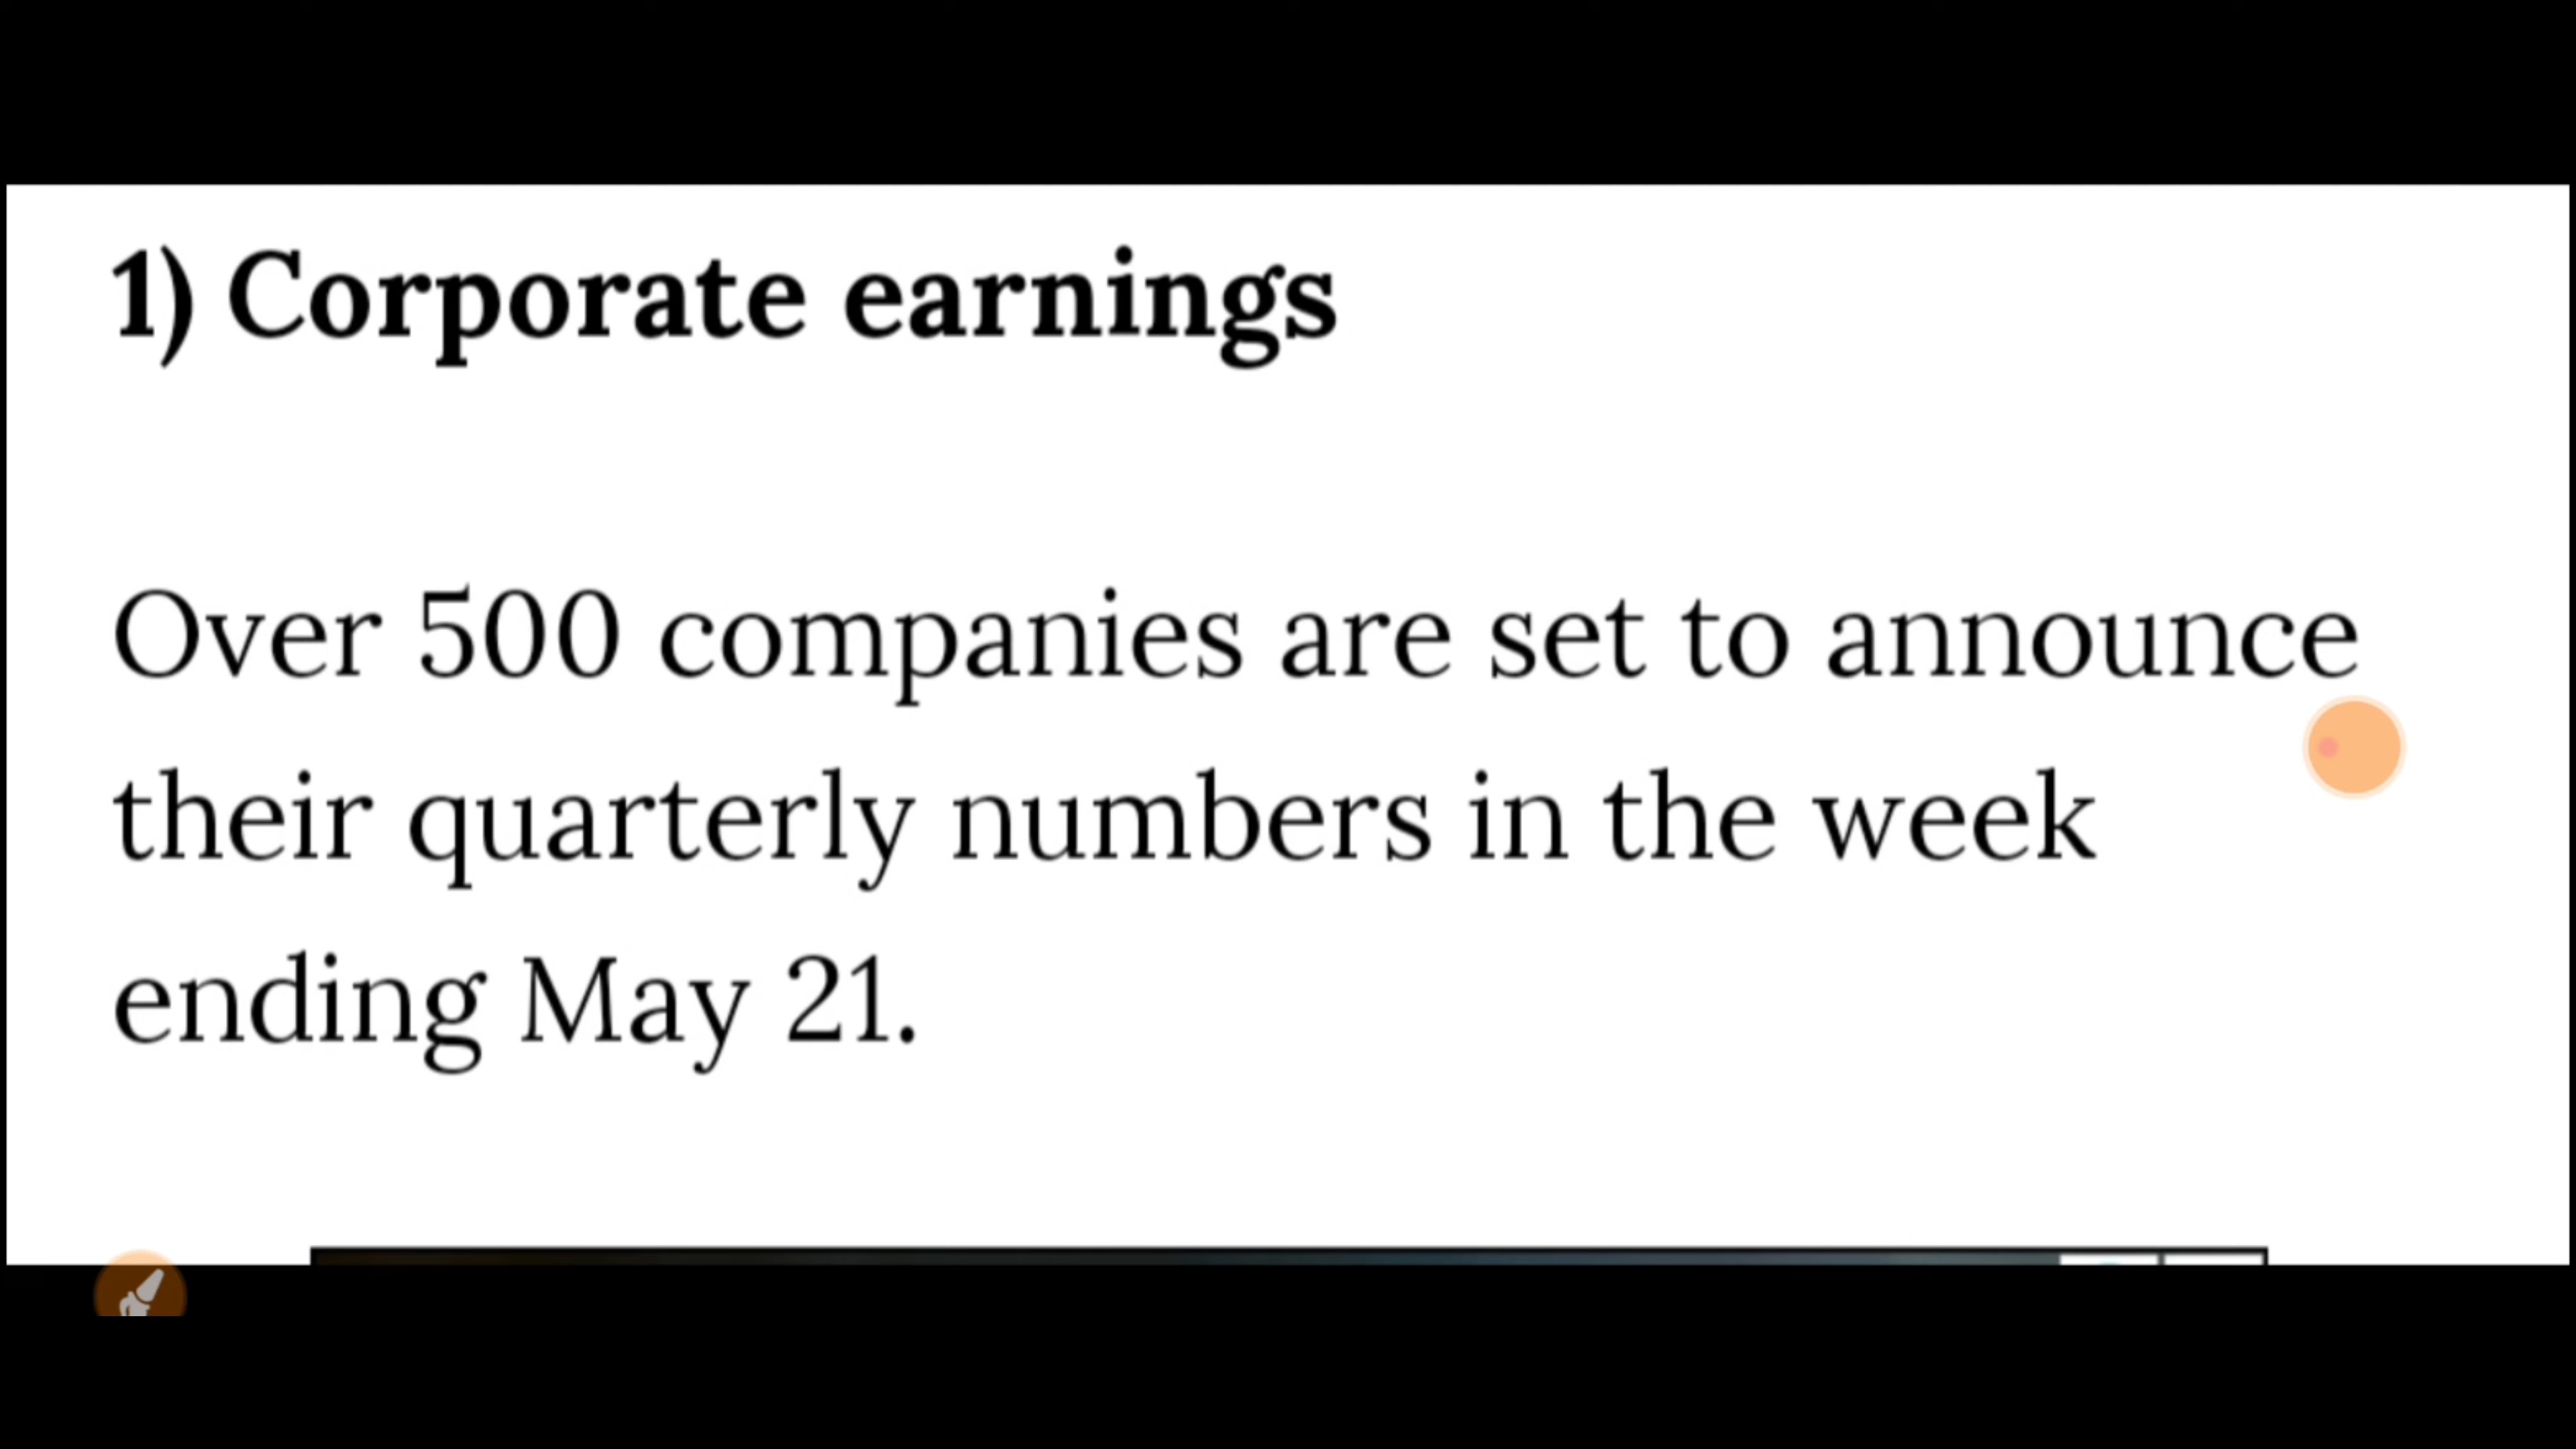 1) Corporate earnings
Over 500 companies are set to announce
their quarterly numbers in the week
ending May 21.